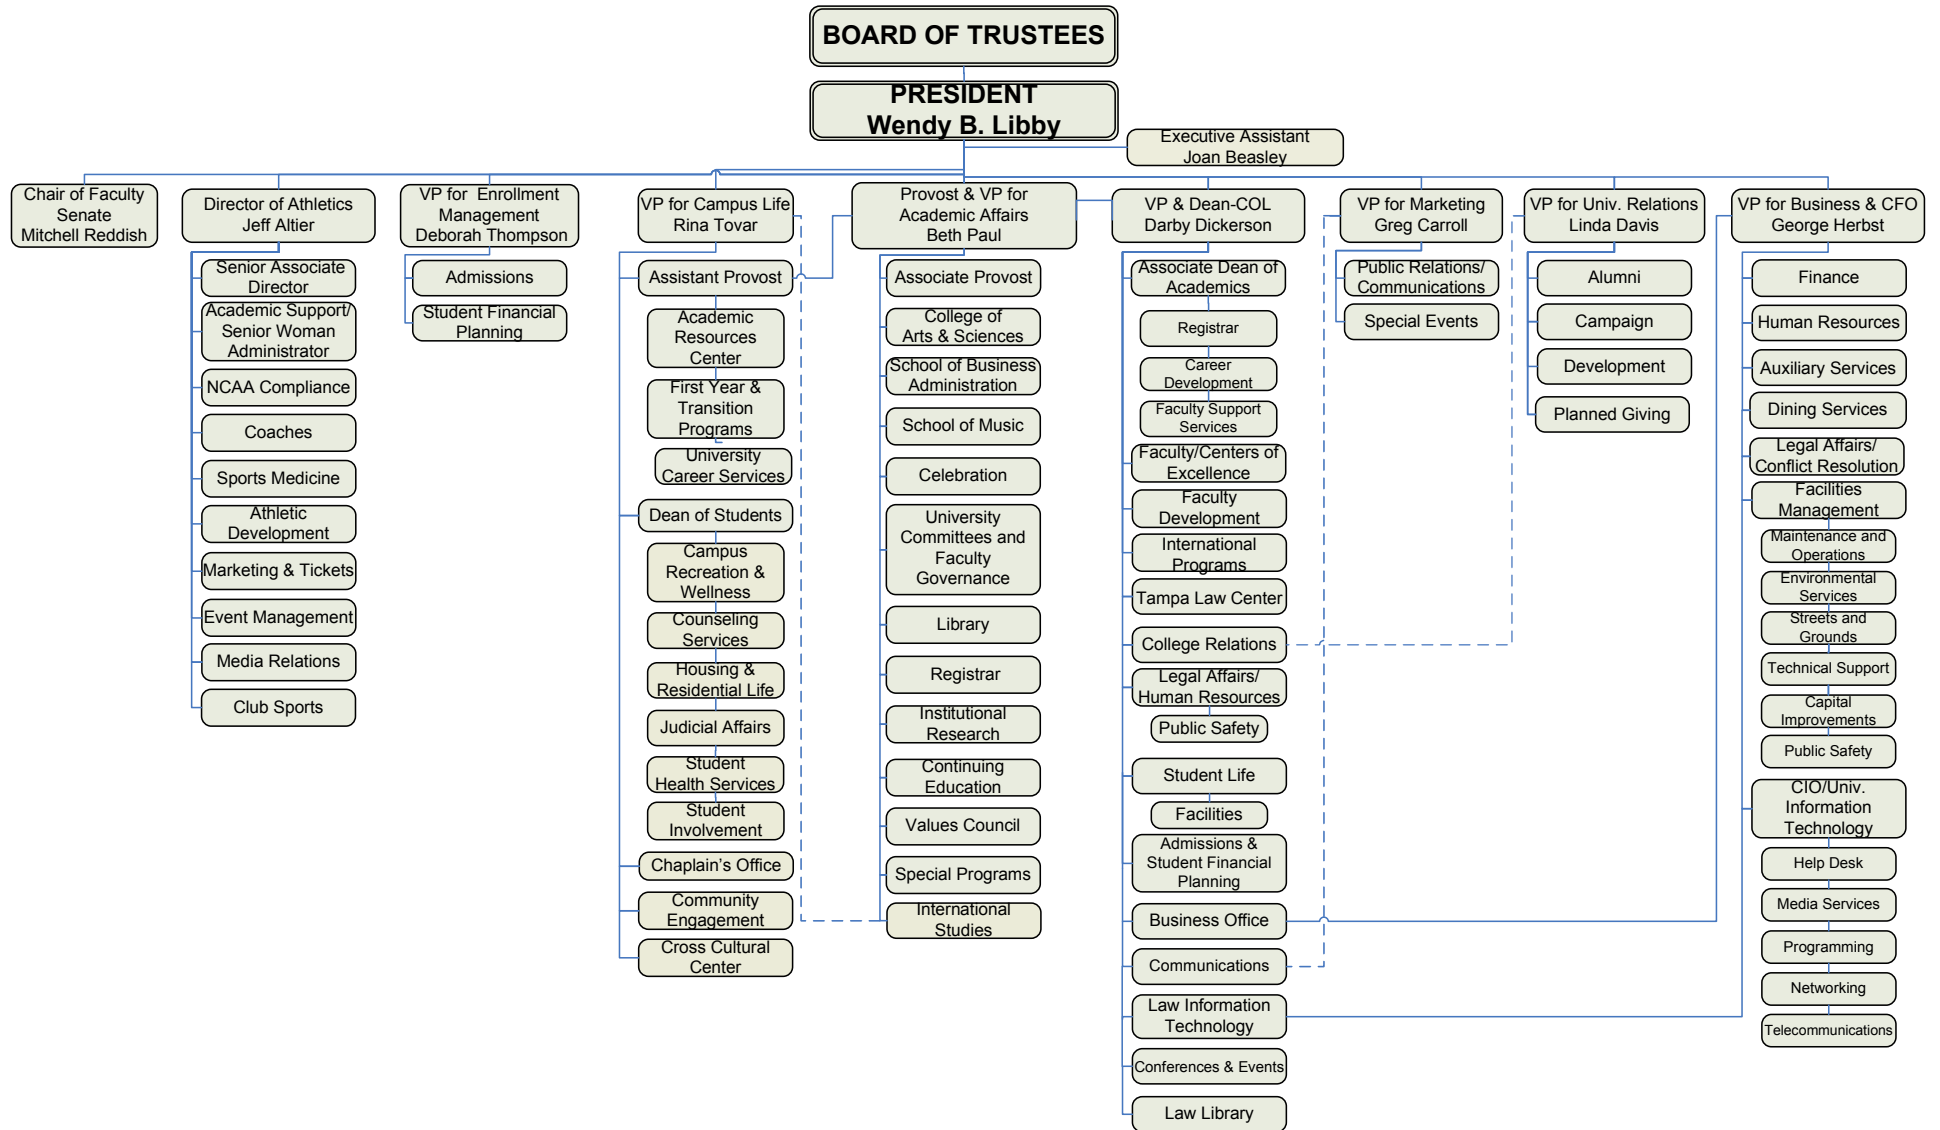 BOARD OF TRUSTEES
PRESIDENT
Wendy B. Libby
Executive Assistant
Joan Beasley
Chair of Faculty
Senate
Mitchell Reddish
Director of Athletics
Jeff Altier
Senior Associate
Director
Academic Support/
Senior Woman
Administrator
NCAA Compliance
Coaches
Sports Medicine
Athletic
Development
Marketing & Tickets
Event Management
Media Relations
Club Sports
VP for Enrollment
Management
Deborah Thompson
Admissions
Student Financial
Planning
VP for Campus Life
Rina Tovar
Assistant Provost
Academic
Resources
Center
First Year &
Transition
Programs
University
Career Services
Dean of Students
Campus
Recreation &
Wellness
Counseling
Services
Housing &
Residential Life
Judicial Affairs
Student
Health Services
Student
Involvement
Chaplain's Office
Community
Engagement
Cross Cultural
Center
Provost & VP for
Academic Affairs
Beth Paul
Associate Provost
College of
Arts & Sciences
School of Business
Administration
School of Music
Celebration
University
Committees and
Faculty
Governance
Library
Registrar
Institutional
Research
Continuing
Education
Values Council
Special Programs
International
Studies
VP & Dean-COL
Darby Dickerson
Associate Dean of
Academics
Registrar
Career
Development
Faculty Support
Services
Faculty/Centers of
Excellence
Faculty
Development
International
Programs
Tampa Law Center
College Relations
Legal Affairs/
Human Resources
Public Safety
Student Life
Facilities
Admissions &
Student Financial
Planning
Business Office
Communications
Law Information
Technology
Conferences & Events
Law Library
VP for Marketing
Greg Carroll
Public Relations/
Communications
Special Events
VP for Univ. Relations
Linda Davis
Alumni
Campaign
Development
Planned Giving
VP for Business & CFO
George Herbst
Finance
Human Resources
Auxiliary Services
Dining Services
Legal Affairs/
Conflict Resolution
Facilities
Management
Maintenance and
Operations
Environmental
Services
Streets and
Grounds
Technical Support
Capital
Improvements
Public Safety
CIO/Univ.
Information
Technology
Help Desk
Media Services
Programming
Networking
Telecommunications